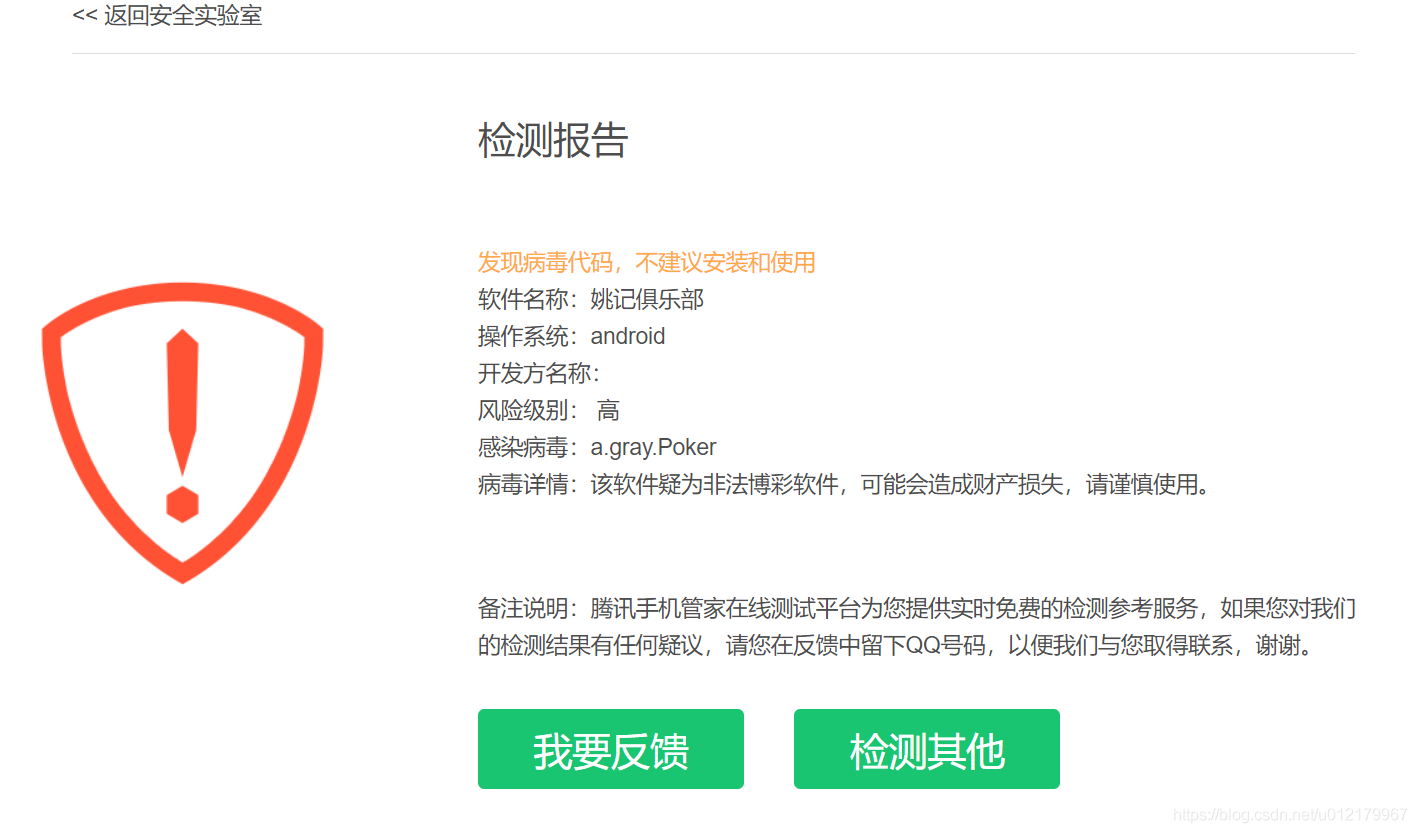 << 返回安全实验室
检测报告
发现病毒代码，不建议安装和使用
软件名称：姚记俱乐部
操作系统：android
开发方名称：
风险级别： 高
感染病毒：a.gray.Poker
病毒详情：该软件疑为非法博彩软件，可能会造成财产损失，请谨慎使用。
备注说明：腾讯手机管家在线测试平台为您提供实时免费的检测参考服务，如果您对我们
的检测结果有任何疑议，请您在反馈中留下QQ号码，以便我们与您取得联系，谢谢。
我要反馈
检测其他
https://blog.csdn.net/u012179967